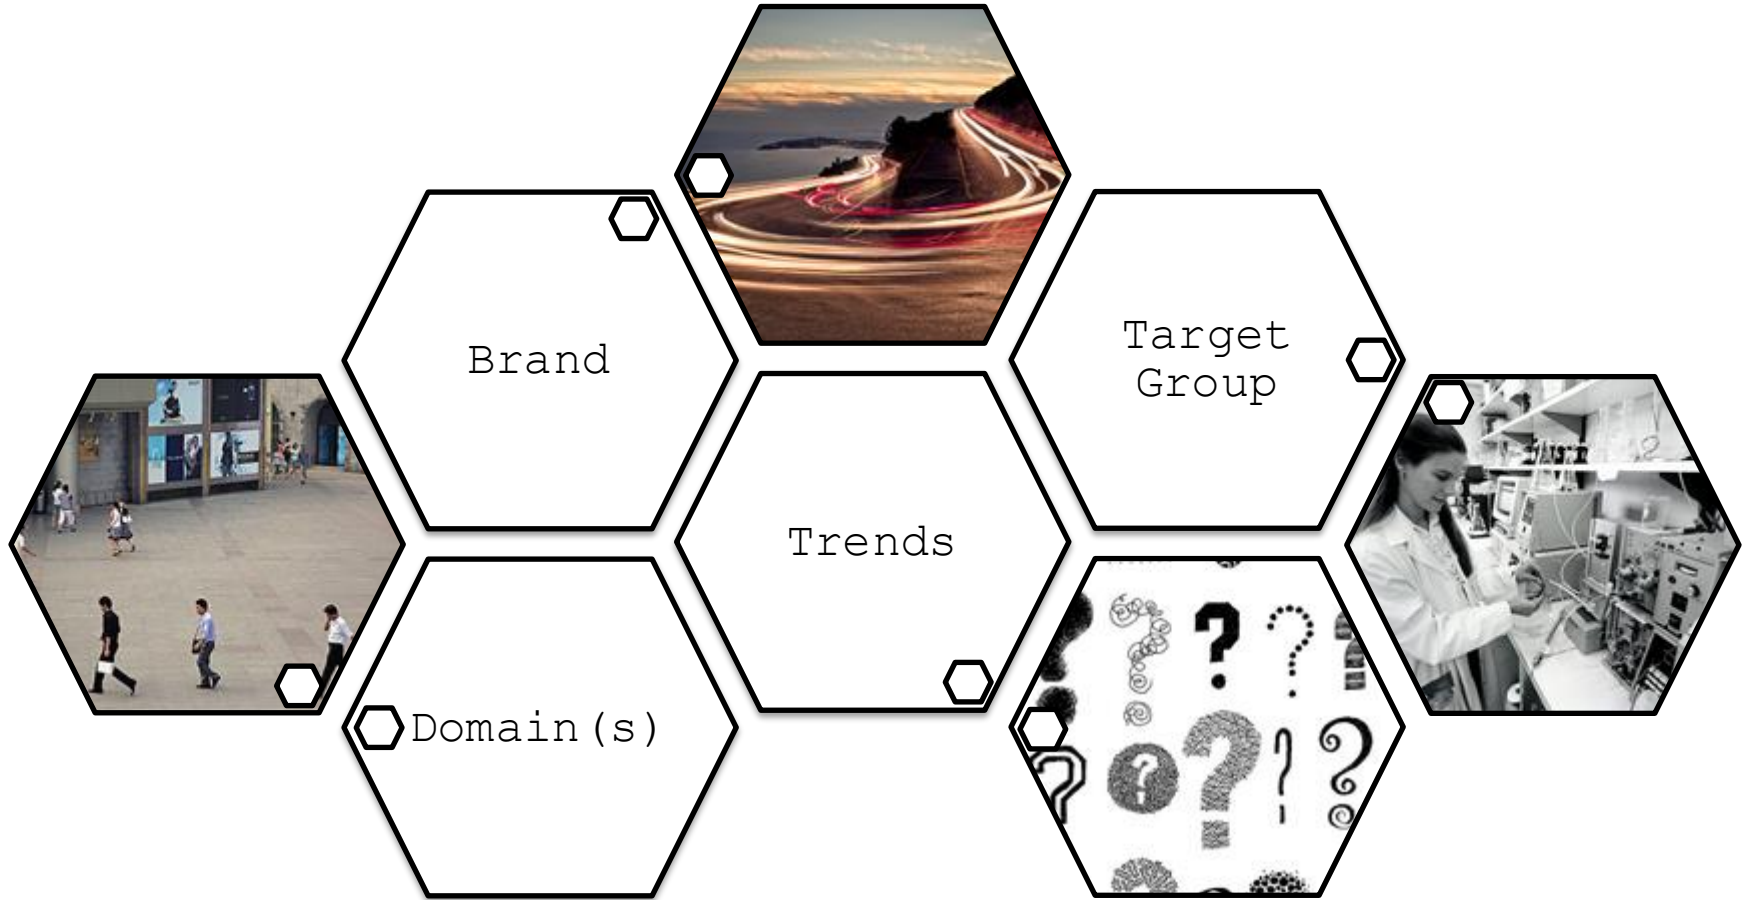 Brand
Target
Group
Trends
Domain(s)